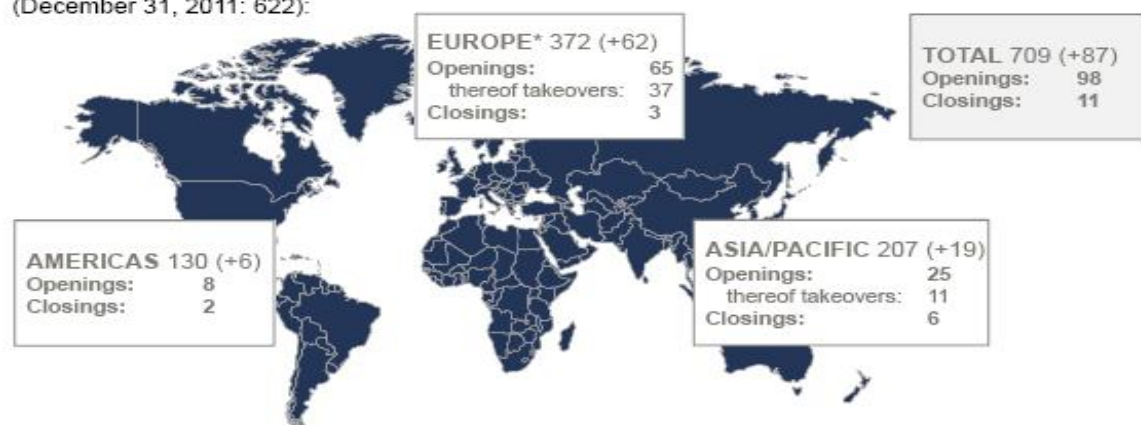 (December 31, 2011: 622):
EUROPE* 372 (+62)
Openings: 65
thereof takeovers: 37
Closings: 3
TOTAL 709 (+87)
Openings: 98
Closings: 11
AMERICAS 130 (+6)
Openings: 8
Closings: 2
ASIA/PACIFIC 207 (+19)
Openings: 25
thereof takeovers: 11
Closings: 6